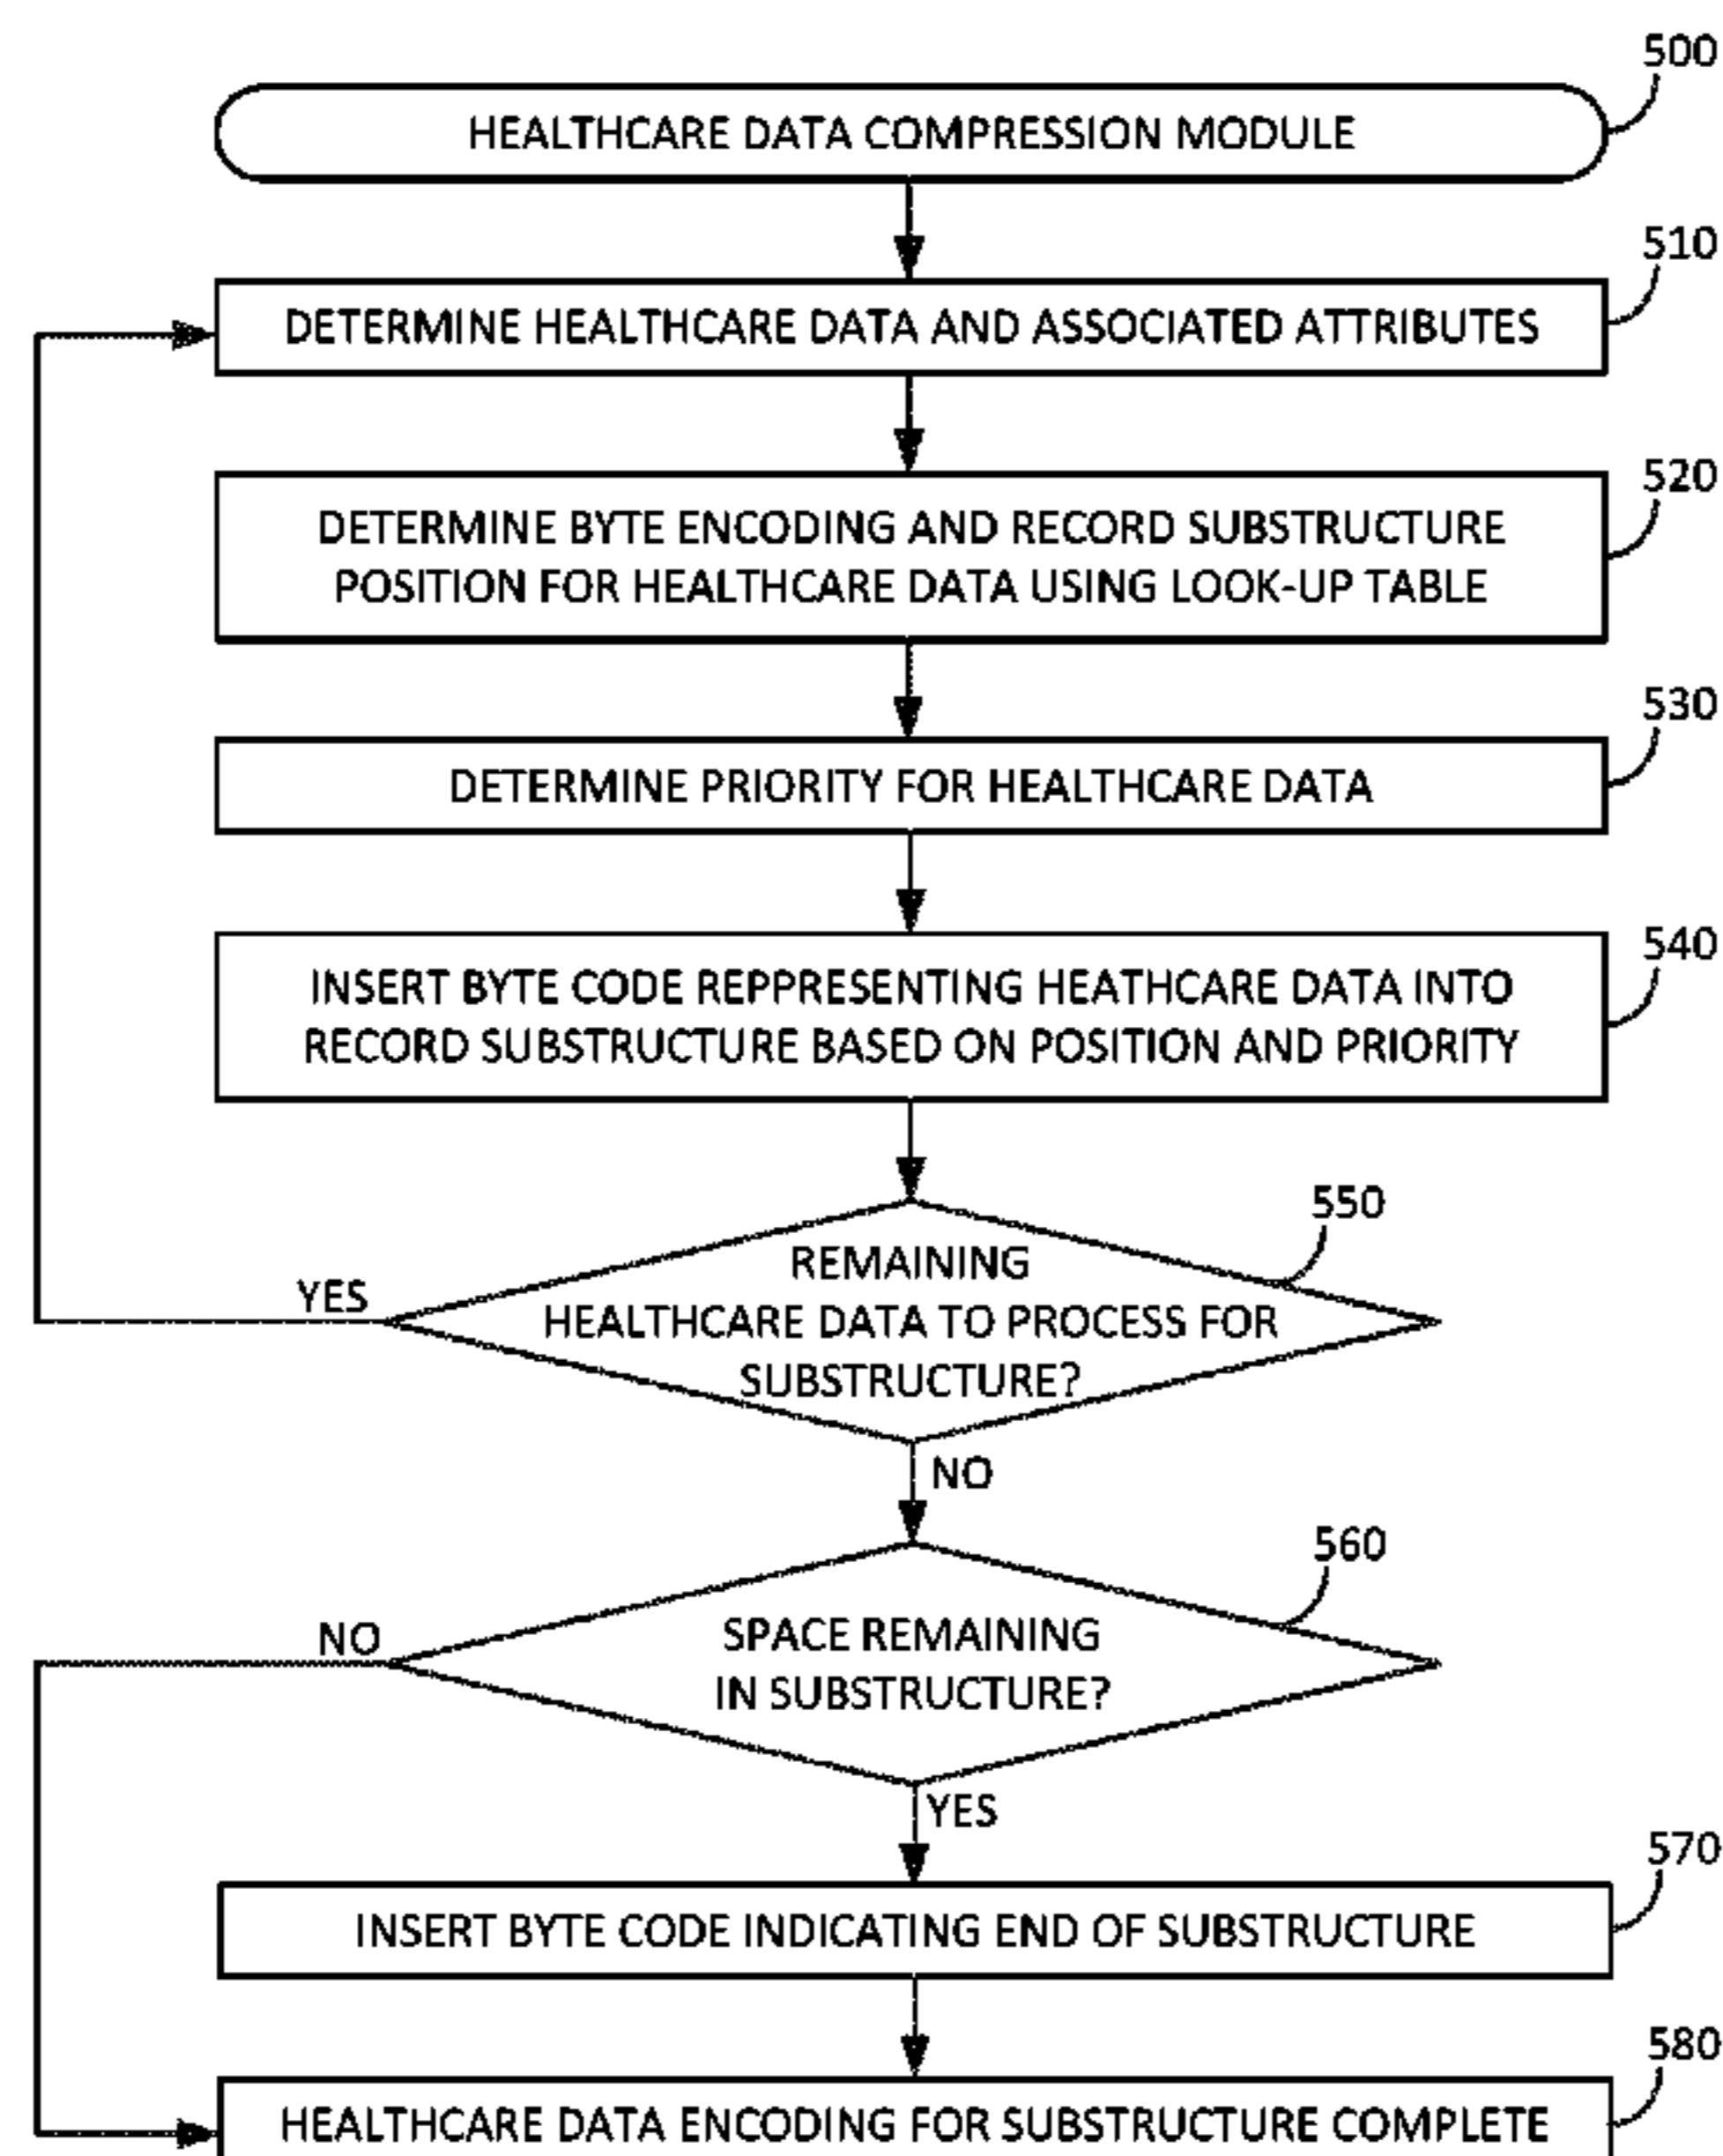 500
HEALTHCARE DATA COMPRESSION MODULE
510
DETERMINE HEALTHCARE DATA AND ASSOCIATED ATTRIBUTES
520
DETERMINE BYTE ENCODING AND RECORD SUBSTRUCTURE
POSITION FOR HEALTHCARE DATA USING LOOK-UP TABLE
530
DETERMINE PRIORITY FOR HEALTHCARE DATA
540
INSERT BYTE CODE REPPRESENTING HEATHCARE DATA INTO
RECORD SUBSTRUCTURE BASED ON POSITION AND PRIORITY
550
YES
REMAINING
HEALTHCARE DATA TO PROCESS FOR
SUBSTRUCTURE?
NO
560
NO
SPACE REMAINING
IN SUBSTRUCTURE?
YES
570
INSERT BYTE CODE INDICATING END OF SUBSTRUCTURE
580
HEALTHCARE DATA ENCODING FOR SUBSTRUCTURE COMPLETE